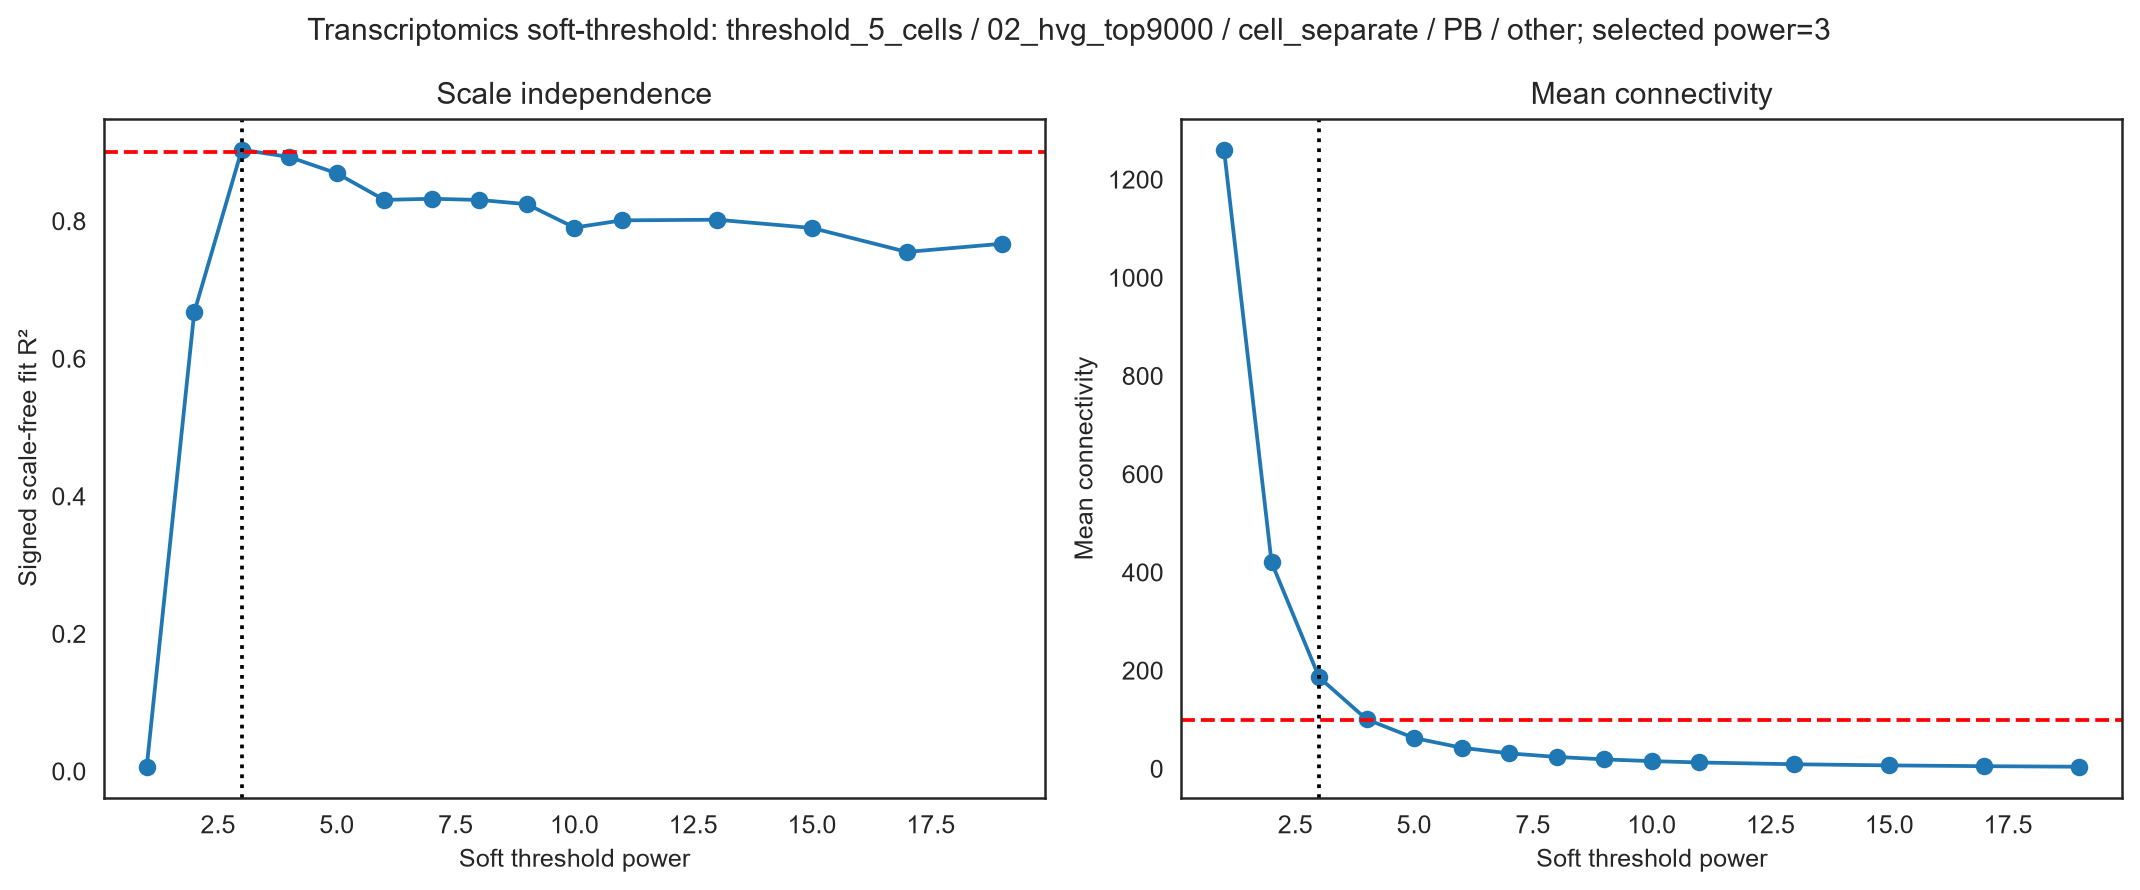 Transcriptomics soft-threshold: threshold_5_cells / 02_hvg_top9000 / cell_separate / PB / other; selected power=3
Scale independence
Signed scale-free fit R²
0.8
0.6
0.4
0.2
0.0
2.5 5.0 7.5 10.0 12.5 15.0 17.5
Soft threshold power
Mean connectivity
Mean connectivity
1200
1000
800
600
400
200
0
2.5 5.0 7.5 10.0 12.5 15.0 17.5
Soft threshold power